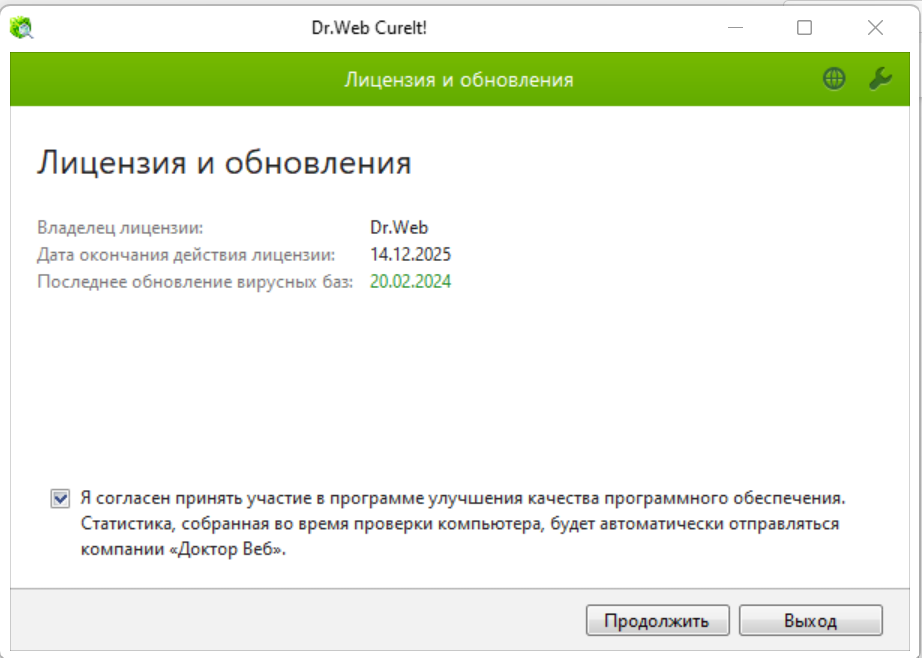 Dr.Web CureIt!
Лицензия и обновления
Лицензия и обновления
Владелец лицензии: Dr.Web
Дата окончания действия лицензии: 14.12.2025
Последнее обновление вирусных баз: 20.02.2024
Я согласен принять участие в программе улучшения качества программного обеспечения.
Статистика, собранная во время проверки компьютера, будет автоматически отправляться
компании «Доктор Веб».
Продолжить Выход